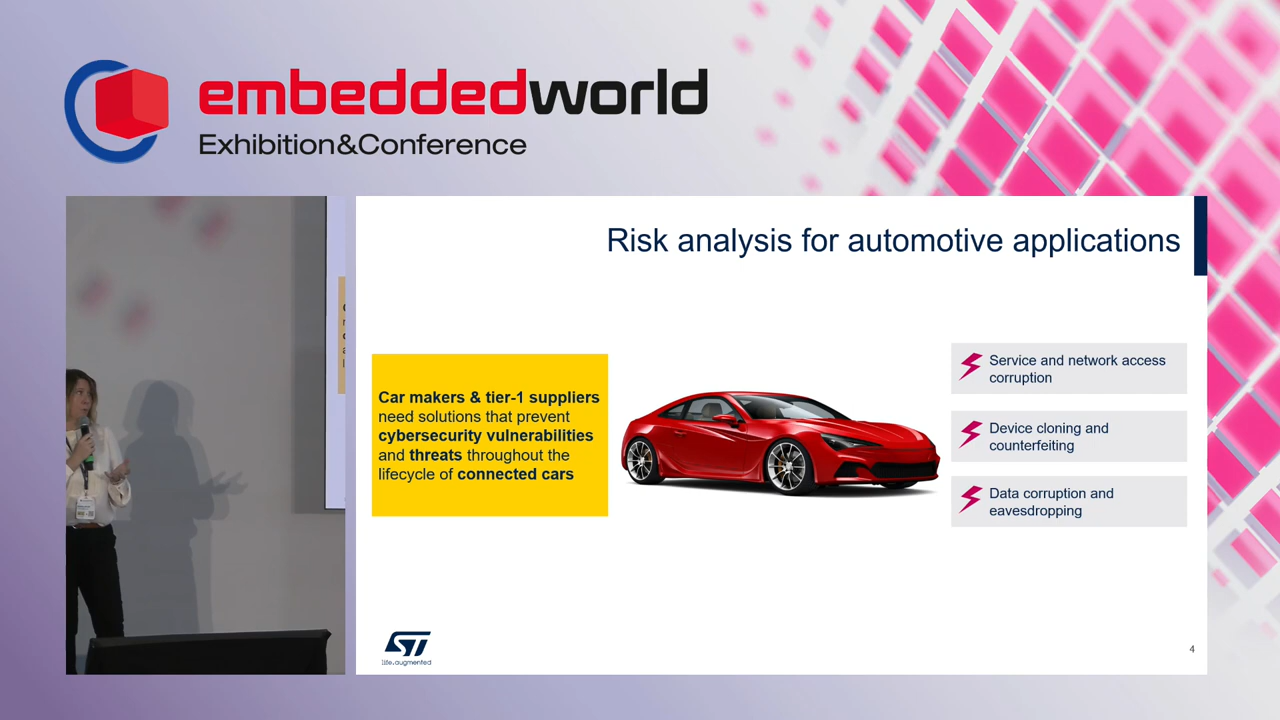 embeddedworld
Exhibition&Conference
Risk analysis for automotive applications
Car makers & tier-1 suppliers
need solutions that prevent
cybersecurity vulnerabilities
and threats throughout the
lifecycle of connected cars
Service and network access
corruption
Device cloning and
counterfeiting
Data corruption and
eavesdropping
ST
life.augmented
4